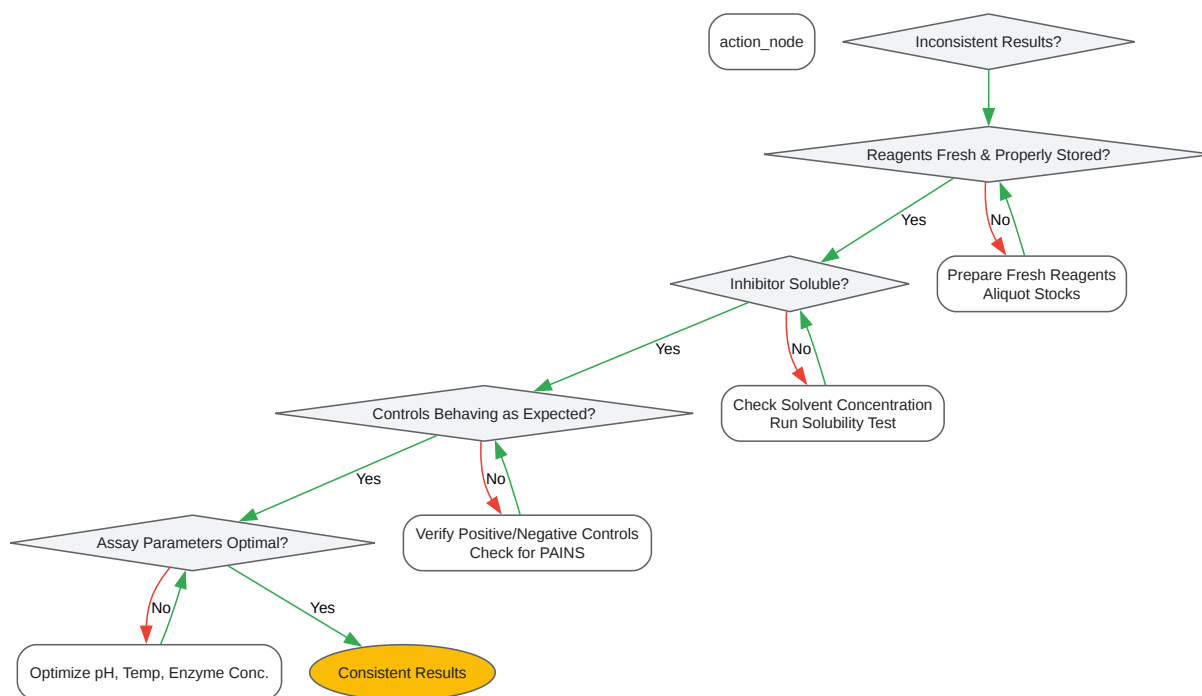 action_node
Inconsistent Results?
Reagents Fresh & Properly Stored?
Yes
No
Prepare Fresh Reagents
Aliquot Stocks
Inhibitor Soluble?
Yes
No
Check Solvent Concentration
Run Solubility Test
Controls Behaving as Expected?
Yes
No
Verify Positive/Negative Controls
Check for PAINS
Assay Parameters Optimal?
No
Yes
Optimize pH, Temp, Enzyme Conc.
Consistent Results